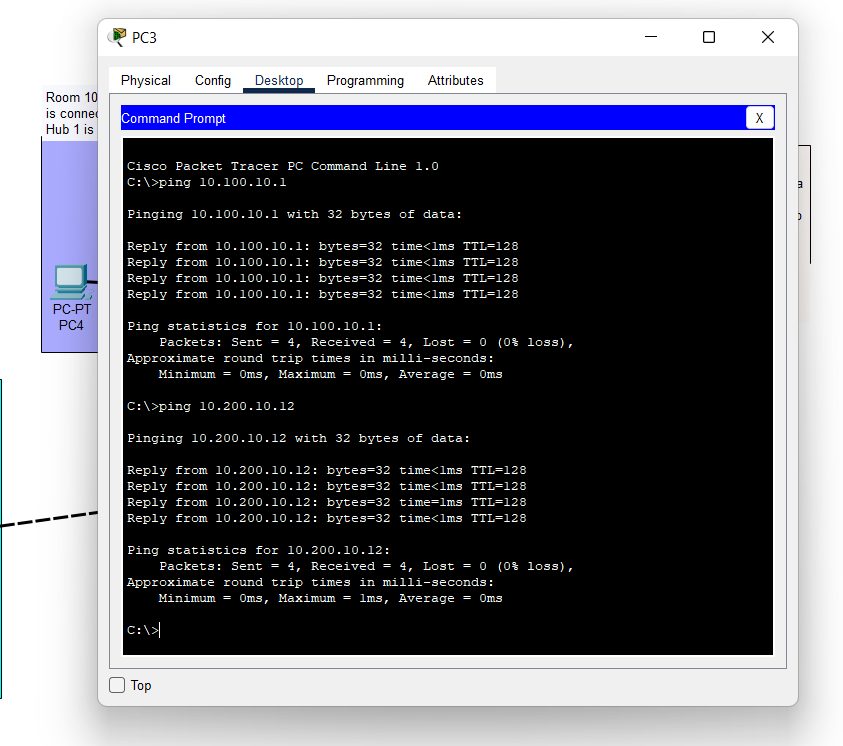 PC3
Physical Config Desktop Programming Attributes
Room 10
is connec
Hub 1 is
Command Prompt
X
Cisco Packet Tracer PC Command Line 1.0
C:\>ping 10.100.10.1
Pinging 10.100.10.1 with 32 bytes of data:
Reply from 10.100.10.1: bytes=32 time<1ms TTL=128
Reply from 10.100.10.1: bytes=32 time<1ms TTL=128
Reply from 10.100.10.1: bytes=32 time<1ms TTL=128
Reply from 10.100.10.1: bytes=32 time<1ms TTL=128
Ping statistics for 10.100.10.1:
Packets: Sent = 4, Received = 4, Lost = 0 (0% loss),
Approximate round trip times in milli-seconds:
Minimum = 0ms, Maximum = 0ms, Average = 0ms
C:\>ping 10.200.10.12
Pinging 10.200.10.12 with 32 bytes of data:
Reply from 10.200.10.12: bytes=32 time<1ms TTL=128
Reply from 10.200.10.12: bytes=32 time<1ms TTL=128
Reply from 10.200.10.12: bytes=32 time=1ms TTL=128
Reply from 10.200.10.12: bytes=32 time<1ms TTL=128
Ping statistics for 10.200.10.12:
Packets: Sent = 4, Received = 4, Lost = 0 (0% loss),
Approximate round trip times in milli-seconds:
Minimum = 0ms, Maximum = 1ms, Average = 0ms
C:\>
PC-PT
PC4
Top